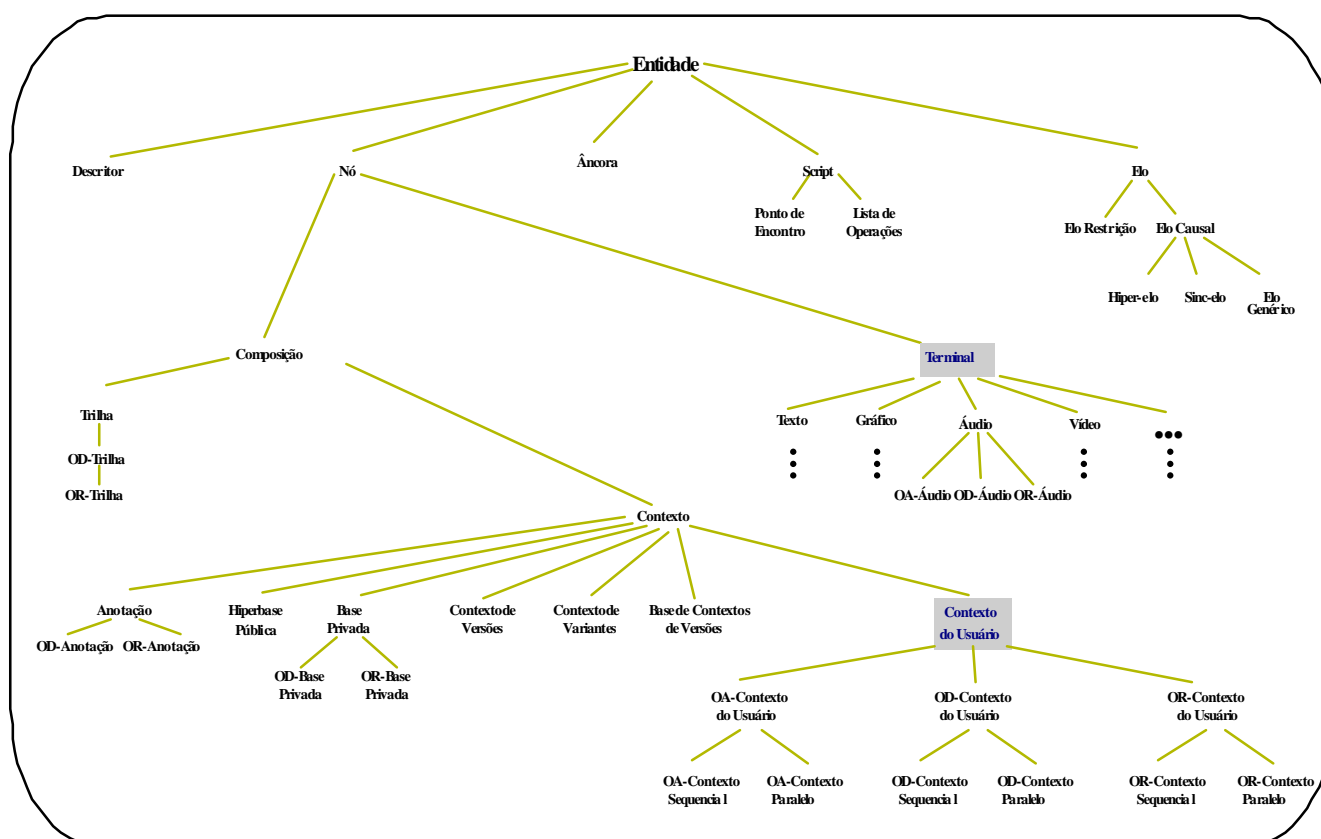 Entidade
Descritor
Nó
Âncora
Script
Elo
Ponto de
Encontro
Lista de
Operações
Elo Restrição
Elo Causal
Hiper-elo
Sinc-elo
Elo
Genérico
Composição
Terminal
Trilha
OD-Trilha
OR-Trilha
Texto
Gráfico
Áudio
Vídeo
•••
OA-Áudio
OD-Áudio
OR-Áudio
Contexto
Anotação
OD-Anotação
OR-Anotação
Hiperbase
Pública
Base
Privada
OD-Base
Privada
OR-Base
Privada
Contexto de
Versões
Contexto de
Variantes
Base de Contextos
de Versões
Contexto
do Usuário
OA-Contexto
do Usuário
OD-Contexto
do Usuário
OR-Contexto
do Usuário
OA-Contexto
Sequencial
OA-Contexto
Paralelo
OD-Contexto
Sequencial
OD-Contexto
Paralelo
OR-Contexto
Sequencial
OR-Contexto
Paralelo